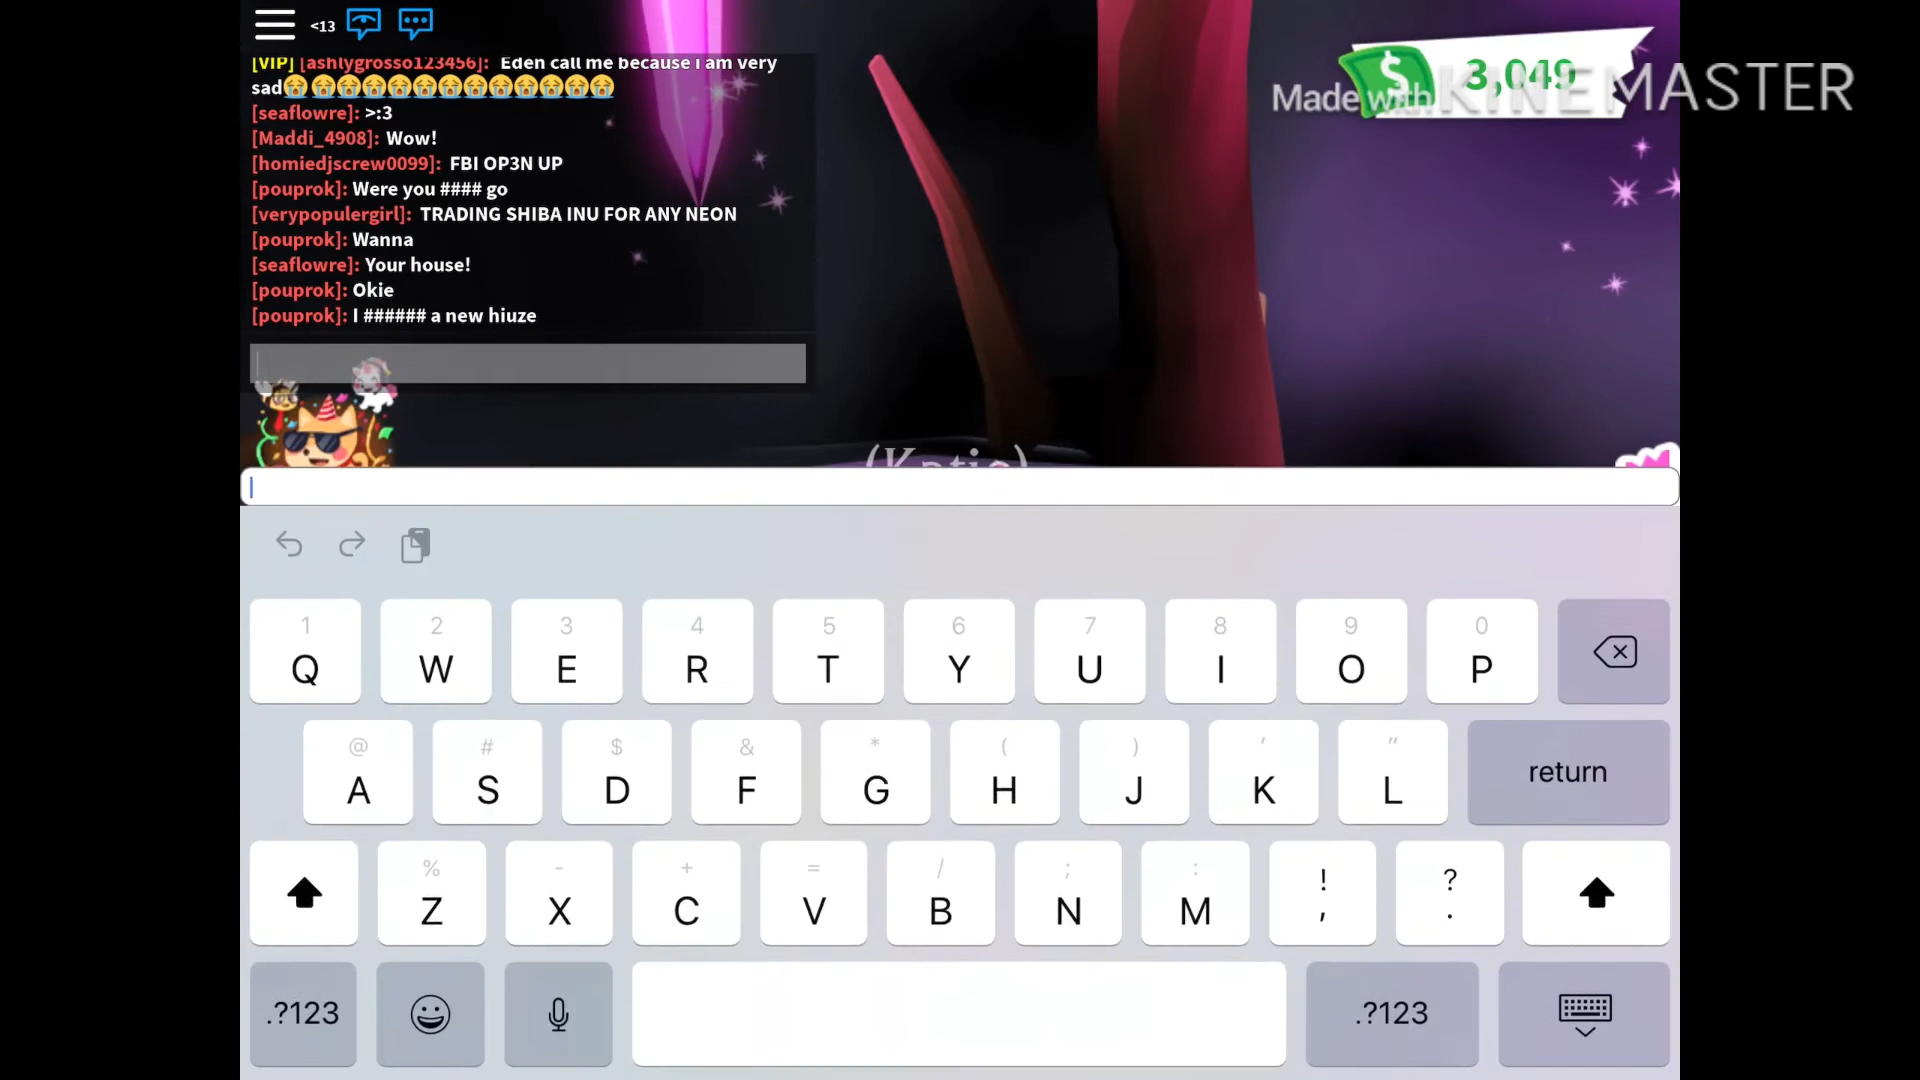 <13
[VIP] [ashlygrosso123456]: Eden call me because i am very
sad😭😭😭😭😭😭😭😭😭😭😭😭😭
[seaflowre]: >:3
[Maddi_4908]: Wow!
[homiedjscrew0099]: FBI OP3N UP
[pouprok]: Were you #### go
[verypopulergirl]: TRADING SHIBA INU FOR ANY NEON
[pouprok]: Wanna
[seaflowre]: Your house!
[pouprok]: Okie
[pouprok]: I ###### a new hiuze
3,049
Made with KINEMASTER
1 2 3 4 5 6 7 8 9 0
Q W E R T Y U I O P
@ # $ & * ( ) ' "
A S D F G H J K L return
% - + = / ; : ! ?
Z X C V B N M , .
.?123 .?123